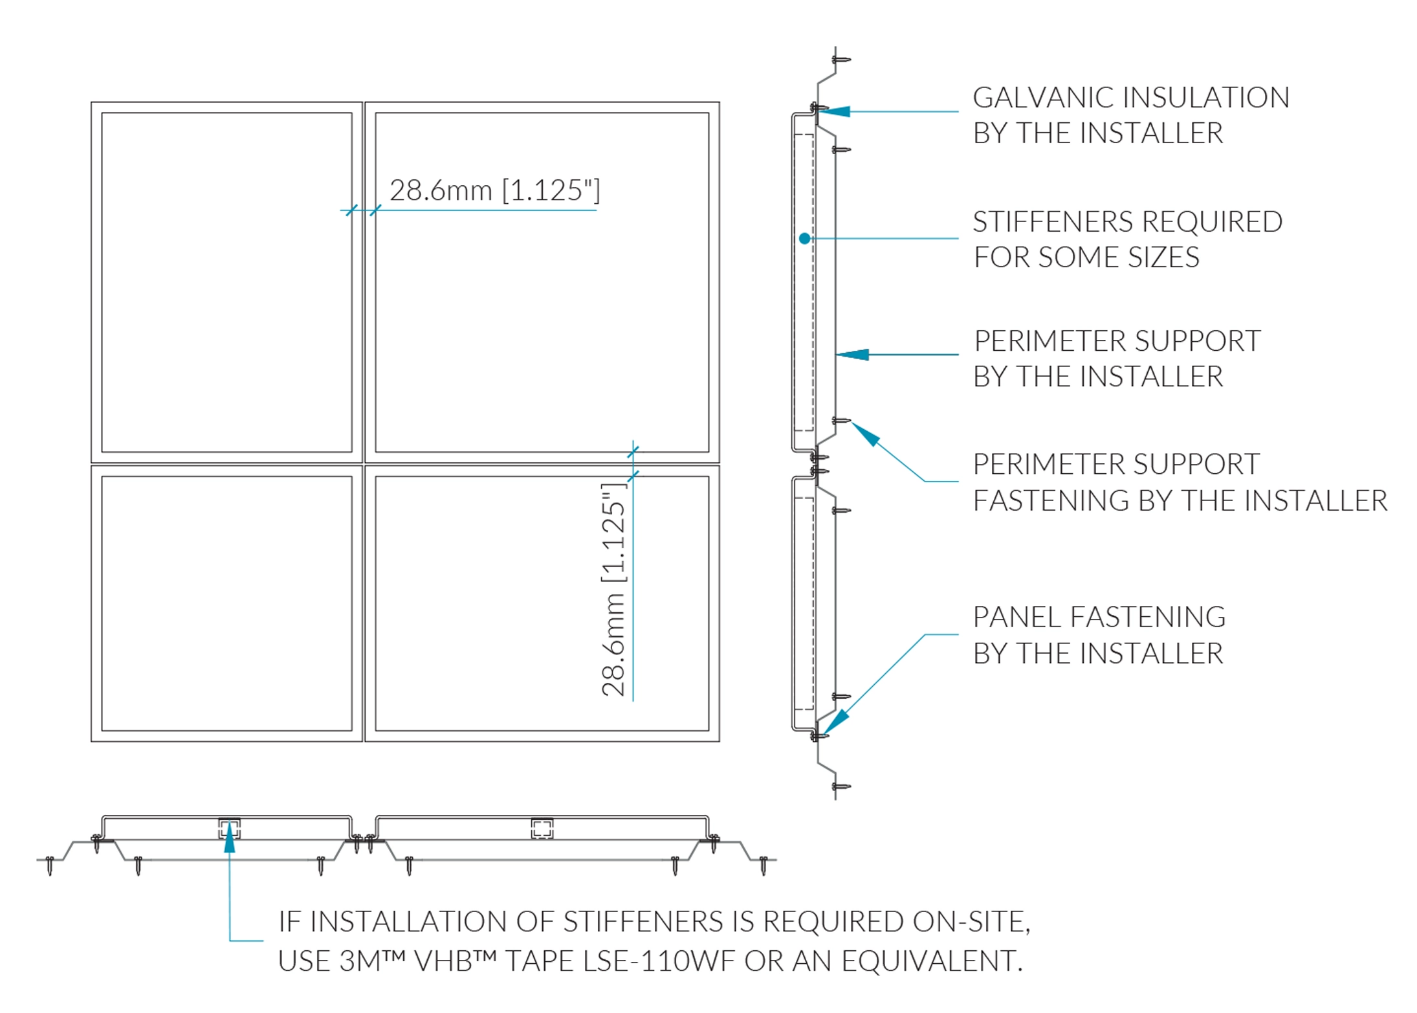 GALVANIC INSULATION
BY THE INSTALLER
28.6mm [1.125"]
STIFFENERS REQUIRED
FOR SOME SIZES
PERIMETER SUPPORT
BY THE INSTALLER
PERIMETER SUPPORT
FASTENING BY THE INSTALLER
28.6mm [1.125"]
PANEL FASTENING
BY THE INSTALLER
IF INSTALLATION OF STIFFENERS IS REQUIRED ON-SITE,
USE 3M™ VHB™ TAPE LSE-110WF OR AN EQUIVALENT.